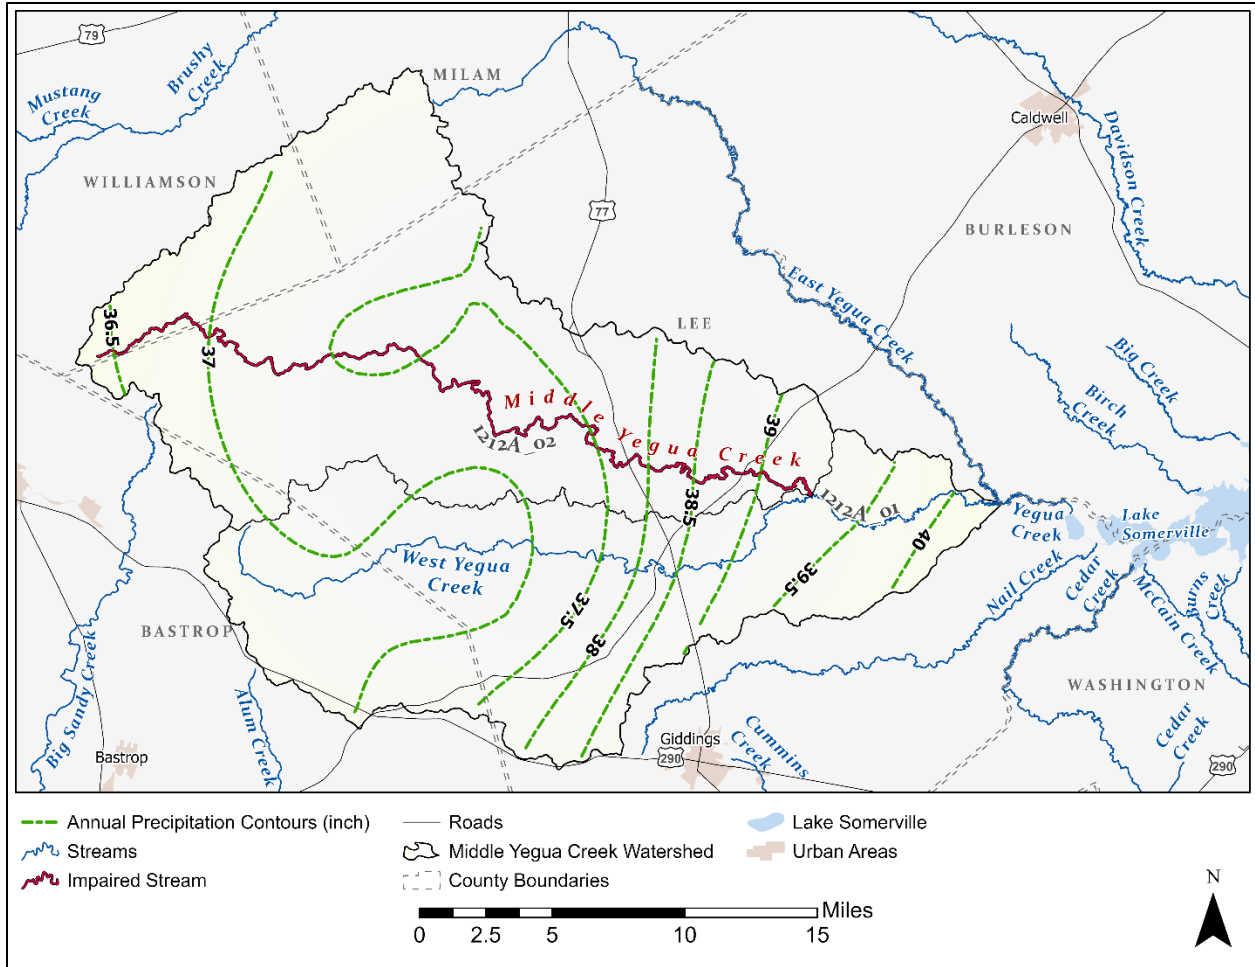 79
Brushy
Creek
MILAM
Mustang
Creek
Caldwell
Davidson Creek
WILLIAMSON
77
BURLESON
East Yegua Creek
36.5
37
LEE
Big Creek
Birch
Creek
Middle Yegua Creek
39
1212A_02
38.5
1212A_01
Yegua
Creek
Lake
Somerville
40
West Yegua
Creek
39.5
Nail Creek
Cedar
Creek
McCain Creek
Burns
Creek
37.5
38
BASTROP
Big Sandy Creek
Alum Creek
WASHINGTON
Cedar
Creek
Bastrop
Giddings
290
Cummins
Creek
290
Annual Precipitation Contours (inch)
Roads
Lake Somerville
Streams
Middle Yegua Creek Watershed
Urban Areas
Impaired Stream
County Boundaries
N
Miles
0 2.5 5 10 15